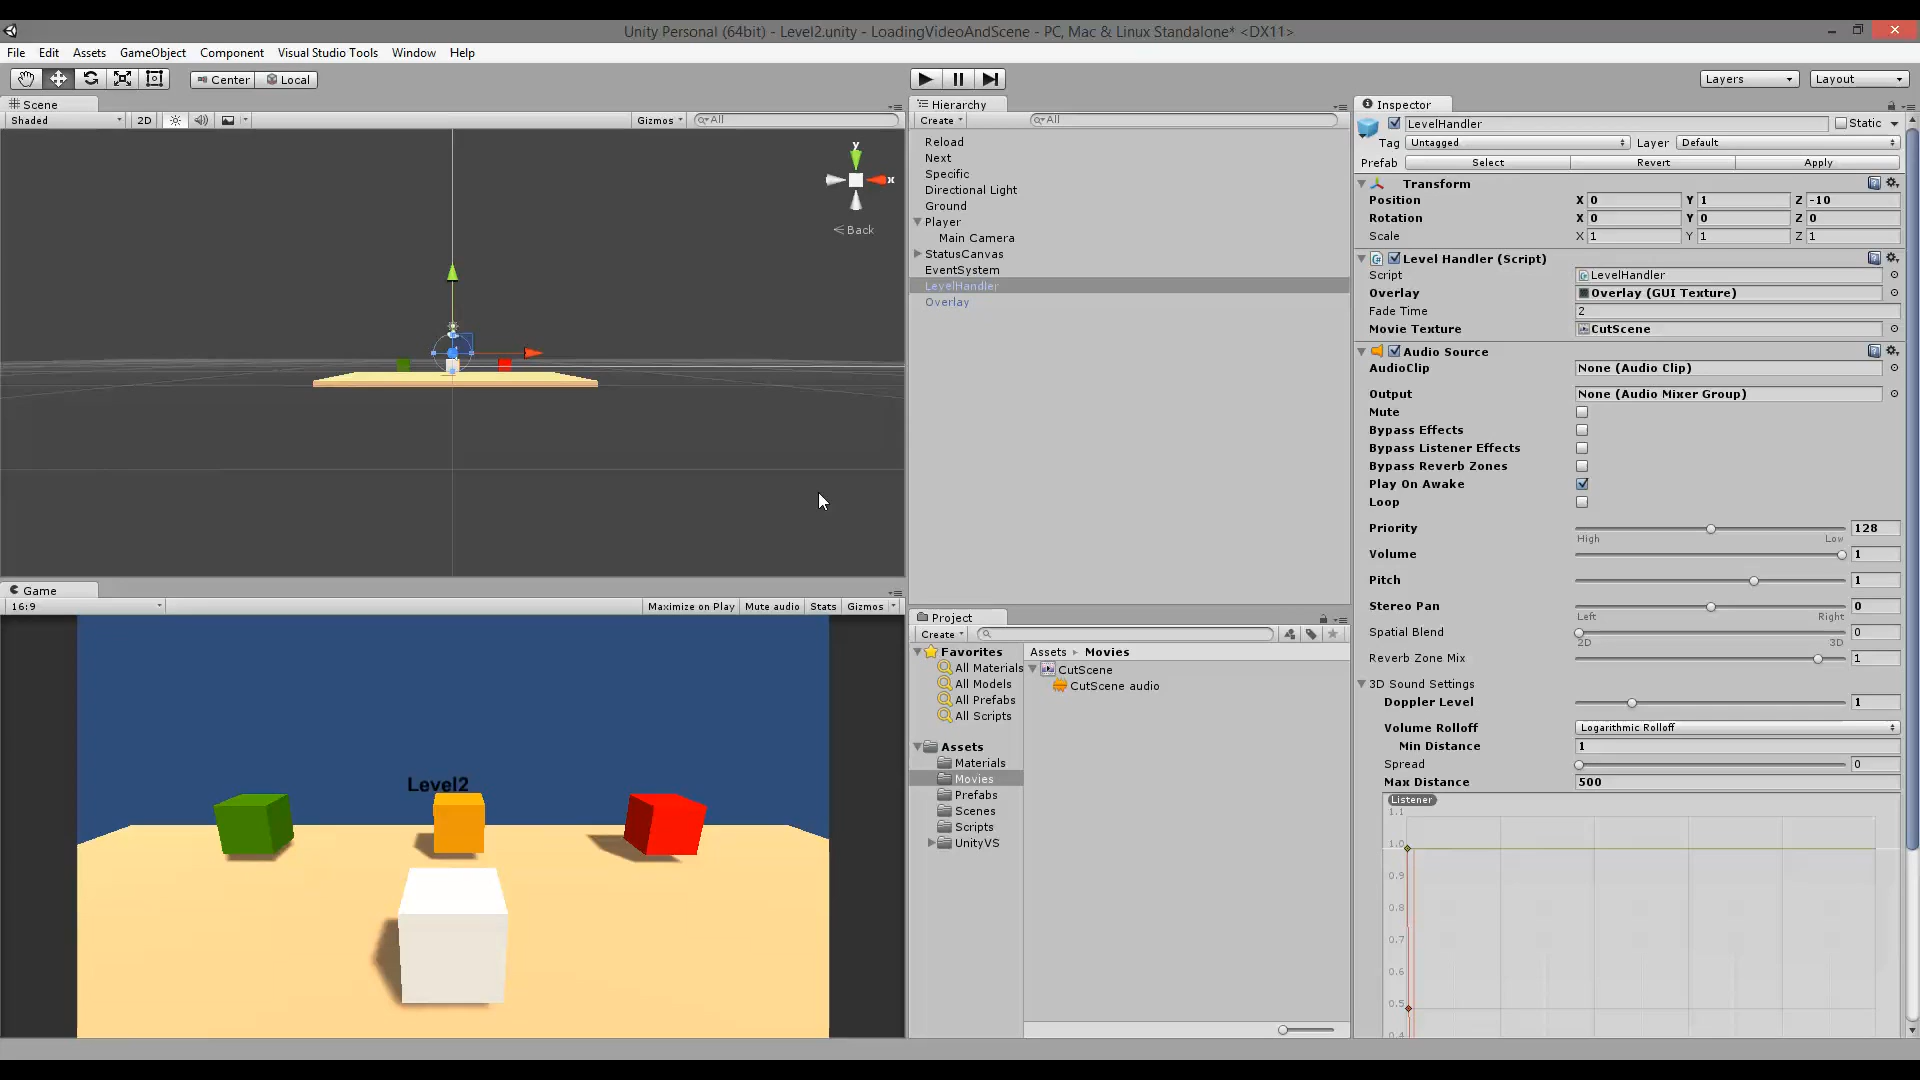 Unity Personal (64bit) - Level2.unity - LoadingVideoAndScene - PC, Mac & Linux Standalone* <DX11>
File Edit Assets GameObject Component Visual Studio Tools Window Help
Center Local
Layers Layout
Scene
Shaded 2D Gizmos All
y
x
Back
Game
16:9 Maximize on Play Mute audio Stats Gizmos
Level2
Hierarchy
Create All
Reload
Next
Specific
Directional Light
Ground
Player
Main Camera
StatusCanvas
EventSystem
LevelHandler
Overlay
Project
Create
Favorites
All Materials
All Models
All Prefabs
All Scripts
Assets
Materials
Movies
Prefabs
Scenes
Scripts
UnityVS
Assets Movies
CutScene
CutScene audio
Inspector
LevelHandler Static
Tag Untagged Layer Default
Prefab Select Revert Apply
Transform
Position X 0 Y 1 Z -10
Rotation X 0 Y 0 Z 0
Scale X 1 Y 1 Z 1
Level Handler (Script)
Script LevelHandler
Overlay Overlay (GUI Texture)
Fade Time 2
Movie Texture CutScene
Audio Source
AudioClip None (Audio Clip)
Output None (Audio Mixer Group)
Mute
Bypass Effects
Bypass Listener Effects
Bypass Reverb Zones
Play On Awake
Loop
Priority 128
High Low
Volume 1
Pitch 1
Stereo Pan 0
Left Right
Spatial Blend 0
2D 3D
Reverb Zone Mix 1
3D Sound Settings
Doppler Level 1
Volume Rolloff Logarithmic Rolloff
Min Distance 1
Spread 0
Max Distance 500
Listener
1.1
1.0
0.9
0.8
0.7
0.6
0.5
0.4